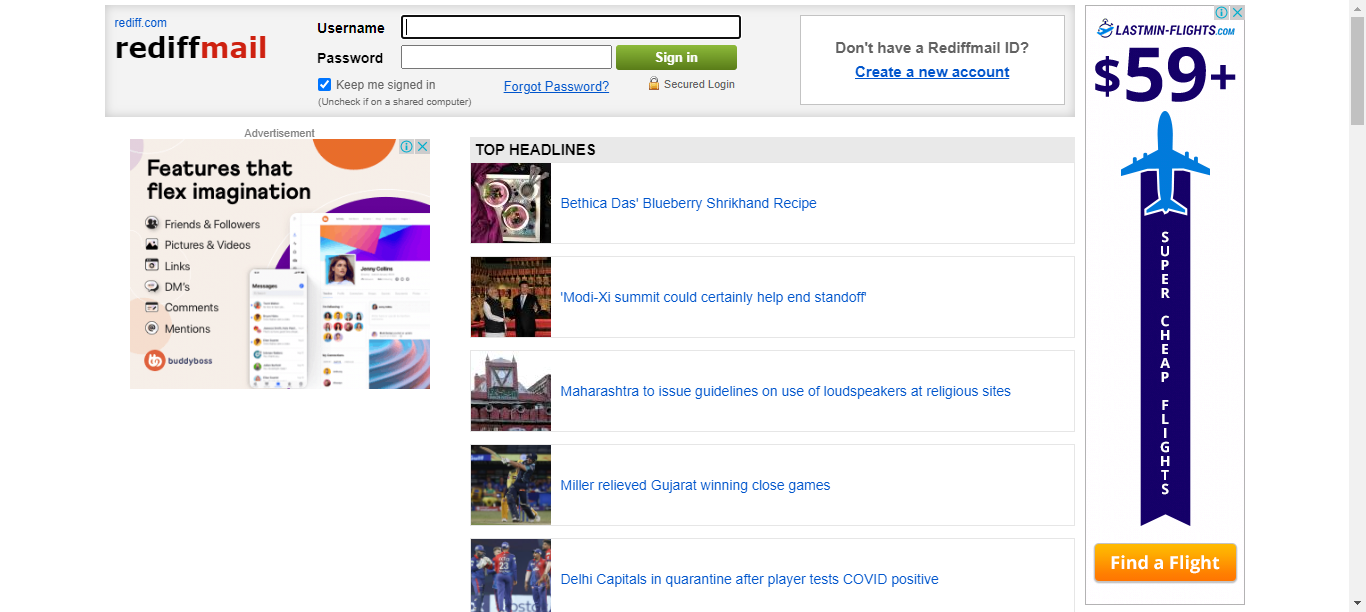 rediff.com
rediffmail
Username
Password
Sign in
Keep me signed in
(Uncheck if on a shared computer)
Forgot Password?
Secured Login
Don't have a Rediffmail ID?
Create a new account
Advertisement
Features that
flex imagination
Friends & Followers
Pictures & Videos
Links
DM's
Comments
Mentions
buddyboss
Messages
Jenny Collins
TOP HEADLINES
Bethica Das' Blueberry Shrikhand Recipe
'Modi-Xi summit could certainly help end standoff'
Maharashtra to issue guidelines on use of loudspeakers at religious sites
Miller relieved Gujarat winning close games
Delhi Capitals in quarantine after player tests COVID positive
23
LASTMIN-FLIGHTS.COM
$59+
SUPER CHEAP FLIGHTS
Find a Flight